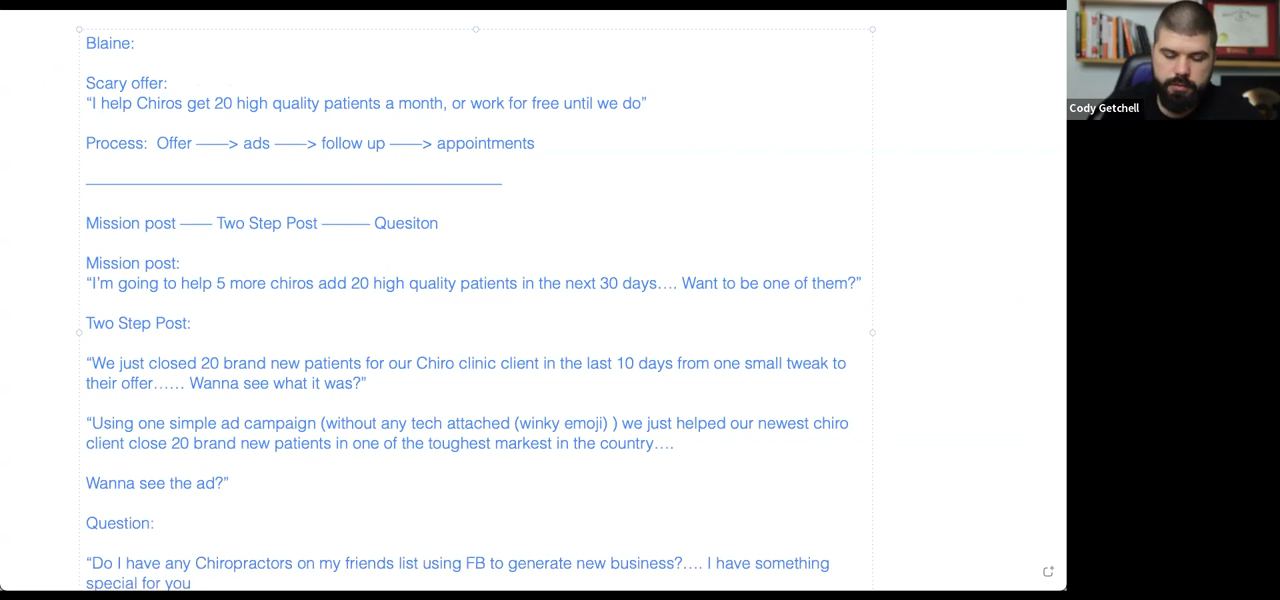 Blaine:
Scary offer:
“I help Chiros get 20 high quality patients a month, or work for free until we do”
Process:  Offer ——> ads ——> follow up ——> appointments
Mission post —— Two Step Post ——— Quesiton
Mission post:
“I’m going to help 5 more chiros add 20 high quality patients in the next 30 days…. Want to be one of them?”
Two Step Post:
“We just closed 20 brand new patients for our Chiro clinic client in the last 10 days from one small tweak to
their offer…… Wanna see what it was?”
“Using one simple ad campaign (without any tech attached (winky emoji) ) we just helped our newest chiro
client close 20 brand new patients in one of the toughest markest in the country….
Wanna see the ad?”
Question:
“Do I have any Chiropractors on my friends list using FB to generate new business?…. I have something
special for you
Cody Getchell